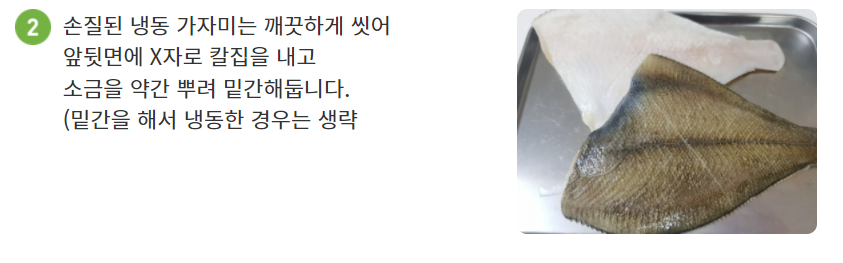 2
손질된 냉동 가자미는 깨끗하게 씻어
앞뒷면에 X자로 칼집을 내고
소금을 약간 뿌려 밑간해둡니다.
(밑간을 해서 냉동한 경우는 생략